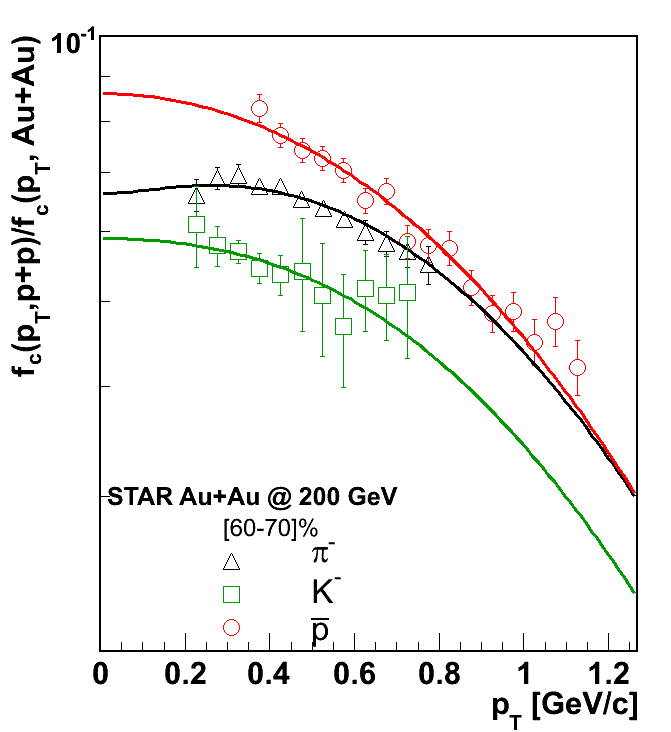 10⁻¹
f_c(p_T,p+p)/f_c(p_T, Au+Au)
STAR Au+Au @ 200 GeV
[60-70]%
π⁻
K⁻
p̅
0 0.2 0.4 0.6 0.8 1 1.2
p_T [GeV/c]